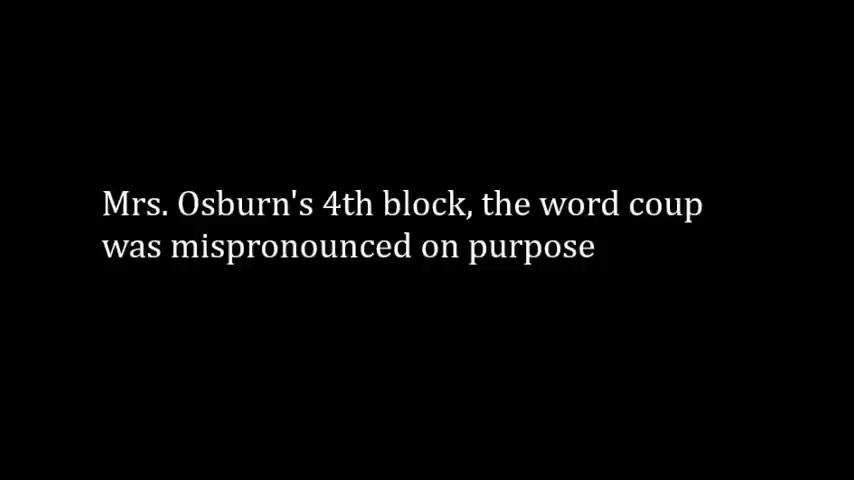 Mrs. Osburn's 4th block, the word coup
was mispronounced on purpose